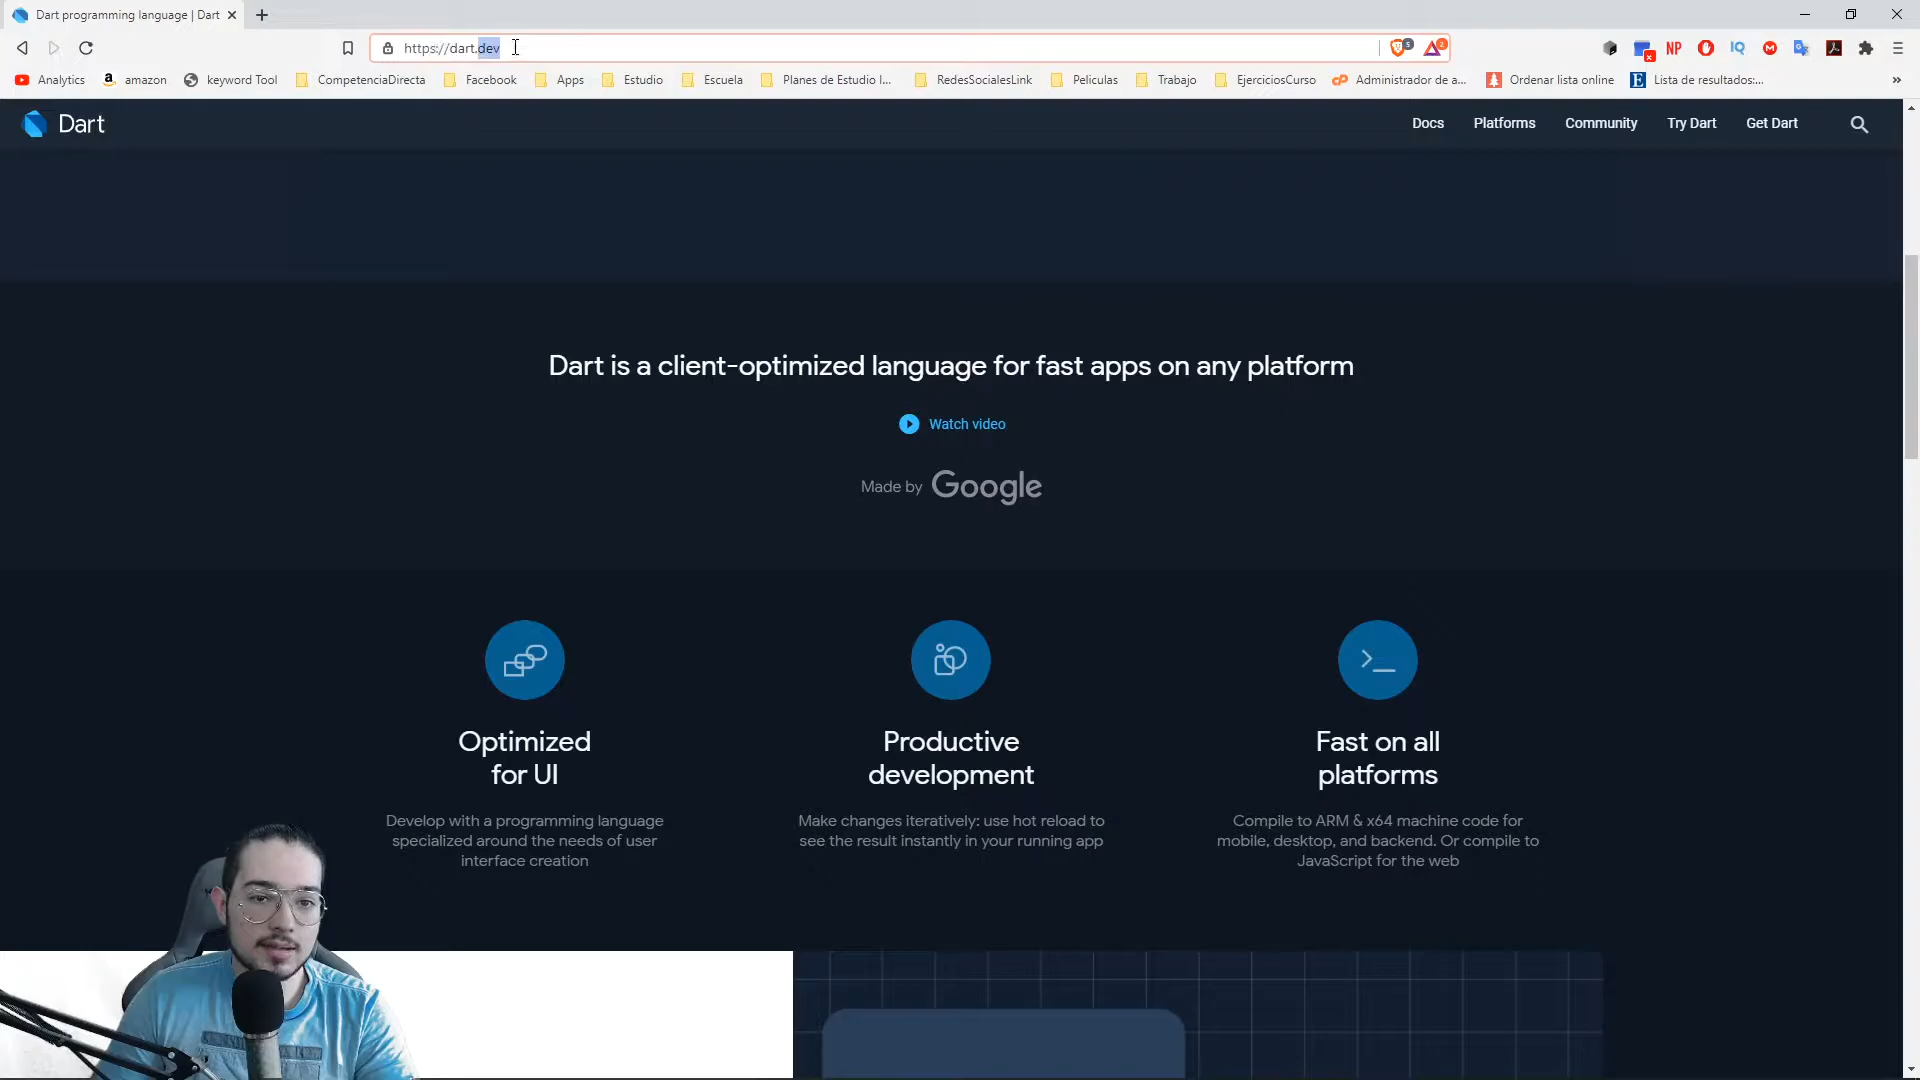 Dart programming language | Dart
https://dart.dev
5
2
NP
IQ
Analytics
amazon
keyword Tool
CompetenciaDirecta
Facebook
Apps
Estudio
Escuela
Planes de Estudio I...
RedesSocialesLink
Peliculas
Trabajo
EjerciciosCurso
Administrador de a...
Ordenar lista online
Lista de resultados:...
Dart
Docs
Platforms
Community
Try Dart
Get Dart
Dart is a client-optimized language for fast apps on any platform
Watch video
Made by Google
Optimized
for UI
Develop with a programming language
specialized around the needs of user
interface creation
Productive
development
Make changes iteratively: use hot reload to
see the result instantly in your running app
Fast on all
platforms
Compile to ARM & x64 machine code for
mobile, desktop, and backend. Or compile to
JavaScript for the web